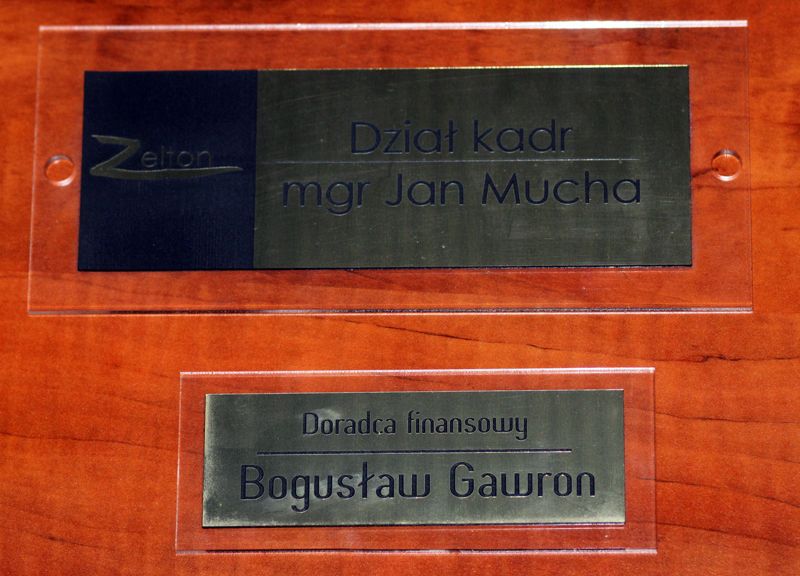 Zelton
Dział kadr
mgr Jan Mucha
Doradca finansowy
Bogusław Gawron